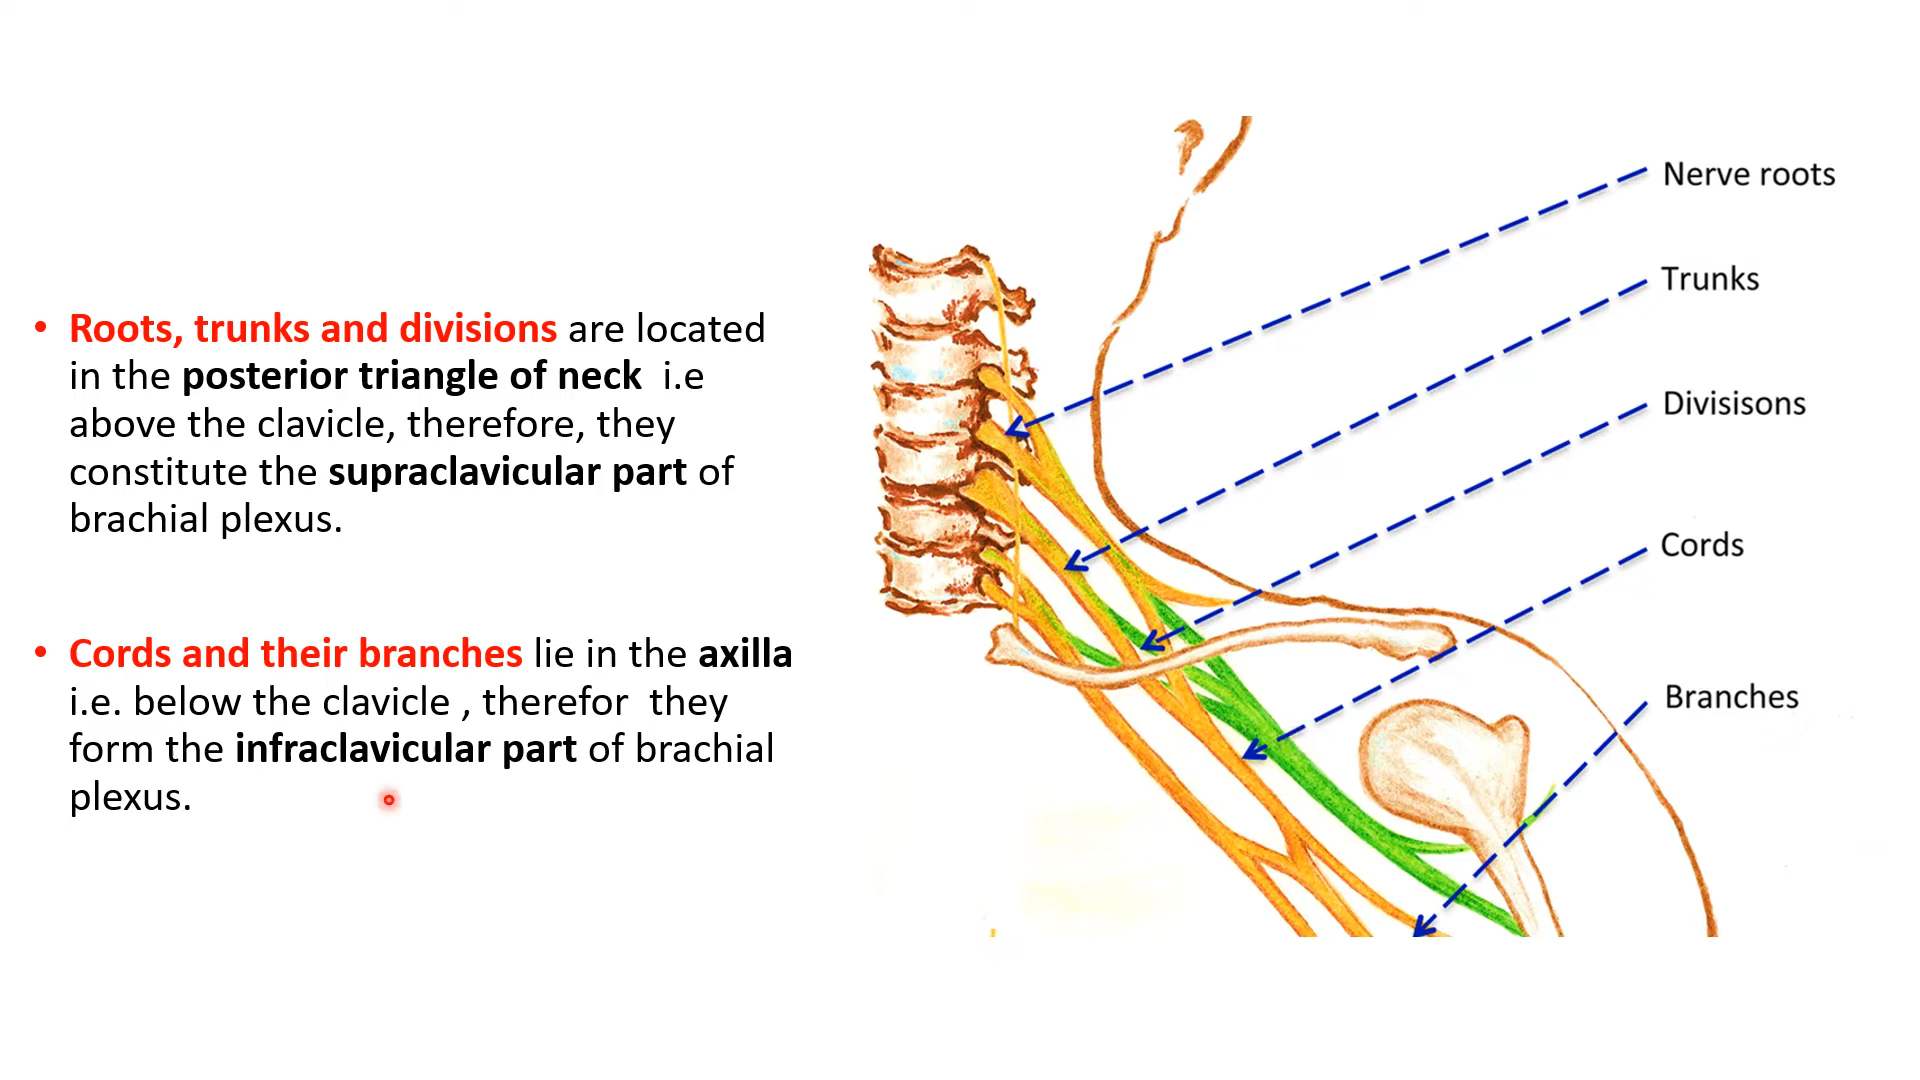 • Roots, trunks and divisions are located
in the posterior triangle of neck i.e
above the clavicle, therefore, they
constitute the supraclavicular part of
brachial plexus.
• Cords and their branches lie in the axilla
i.e. below the clavicle , therefor they
form the infraclavicular part of brachial
plexus.
Nerve roots
Trunks
Divisisons
Cords
Branches